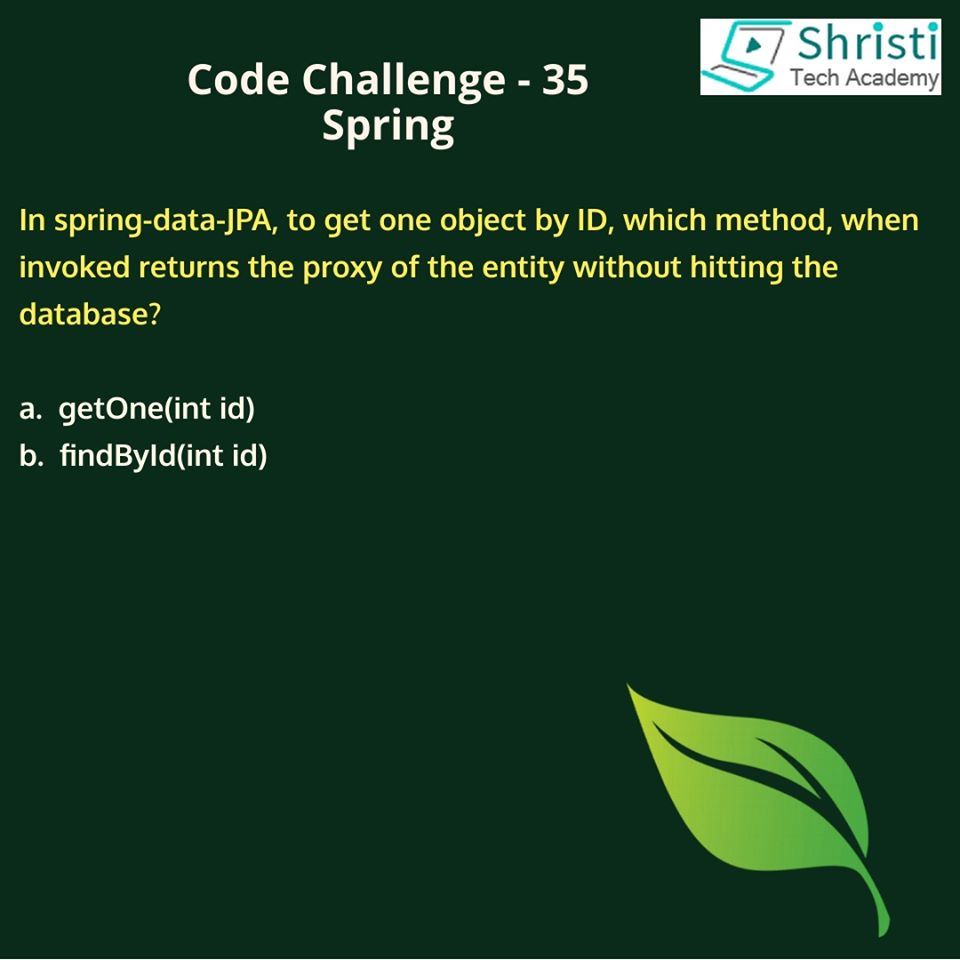 Shristi
Tech Academy
Code Challenge - 35
Spring
In spring-data-JPA, to get one object by ID, which method, when
invoked returns the proxy of the entity without hitting the
database?
a. getOne(int id)
b. findById(int id)